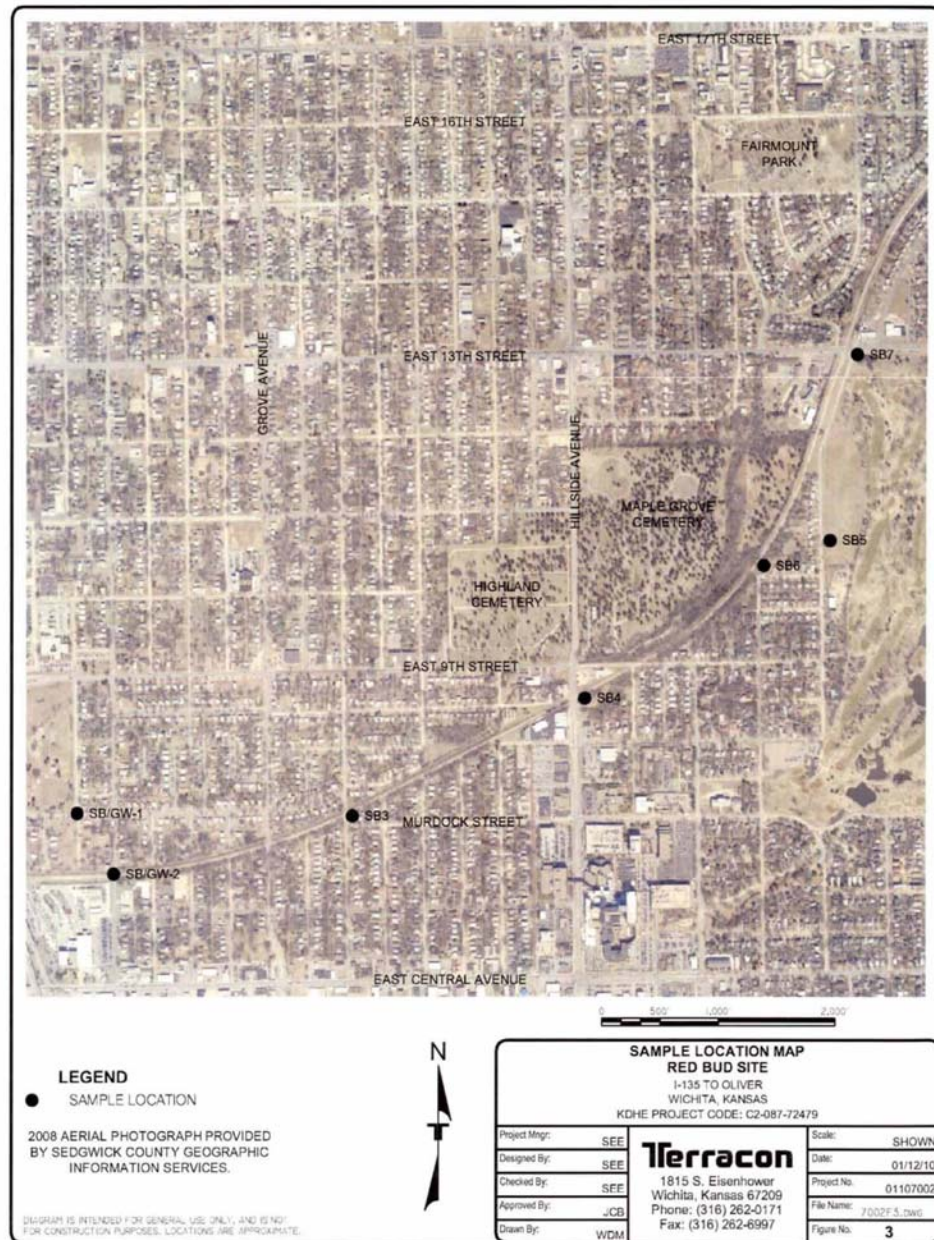 EAST 17TH STREET
EAST 16TH STREET
FAIRMOUNT
PARK
GROVE AVENUE
EAST 13TH STREET
SB7
HILLSIDE AVENUE
MAPLE GROVE
CEMETERY
SB5
SB6
HIGHLAND
CEMETERY
EAST 9TH STREET
SB4
SB/GW-1
SB3
MURDOCK STREET
SB/GW-2
EAST CENTRAL AVENUE
0 500' 1,000' 2,000'
LEGEND
SAMPLE LOCATION
2008 AERIAL PHOTOGRAPH PROVIDED
BY SEDGWICK COUNTY GEOGRAPHIC
INFORMATION SERVICES.
DIAGRAM IS INTENDED FOR GENERAL USE ONLY, AND IS NOT
FOR CONSTRUCTION PURPOSES. LOCATIONS ARE APPROXIMATE.
N
SAMPLE LOCATION MAP
RED BUD SITE
I-135 TO OLIVER
WICHITA, KANSAS
KDHE PROJECT CODE: C2-087-72479
Project Mngr: SEE
Designed By: SEE
Checked By: SEE
Approved By: JCB
Drawn By: WDM
Terracon
1815 S. Eisenhower
Wichita, Kansas 67209
Phone: (316) 262-0171
Fax: (316) 262-6997
Scale: SHOWN
Date: 01/12/10
Project No. 01107002
File Name: 7002F3.DWG
Figure No. 3